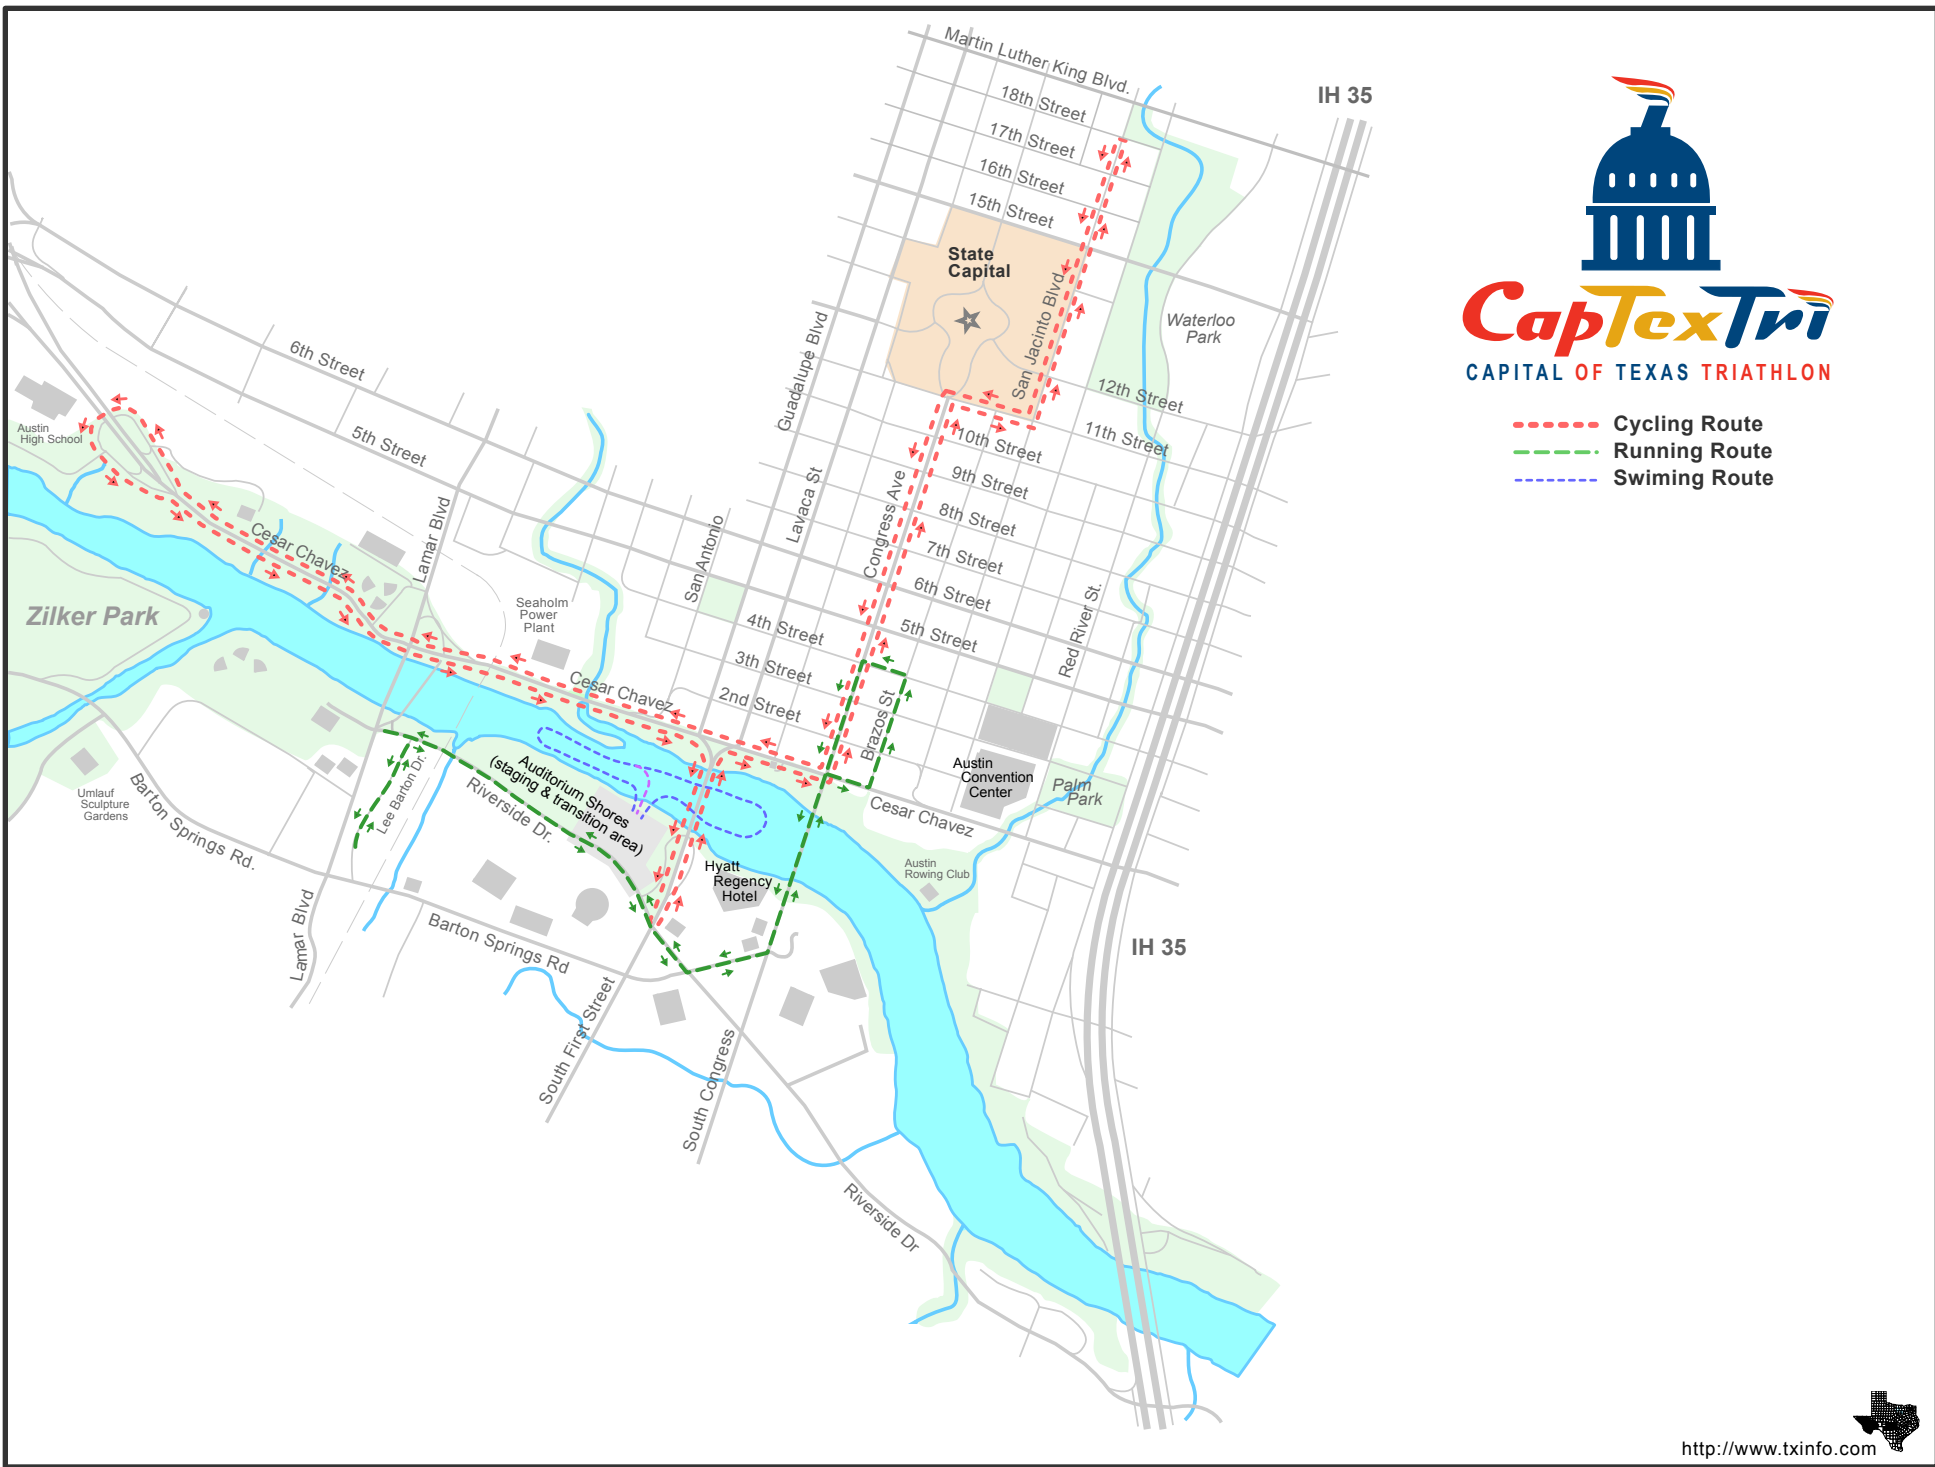 Martin Luther King Blvd.
18th Street
17th Street
16th Street
15th Street
IH 35
State
Capital
San Jacinto Blvd
Waterloo
Park
12th Street
11th Street
10th Street
9th Street
8th Street
7th Street
6th Street
5th Street
4th Street
3th Street
2nd Street
Guadalupe Blvd
Lavaca St
Congress Ave
San Antonio
Red River St.
Brazos St
6th Street
5th Street
Lamar Blvd
Austin
High School
Cesar Chavez
Zilker Park
Seaholm
Power
Plant
Cesar Chavez
Austin
Convention
Center
Palm
Park
Cesar Chavez
Austin
Rowing Club
Auditorium Shores
(staging & transition area)
Riverside Dr.
Lee Barton Dr.
Umlauf
Sculpture
Gardens
Barton Springs Rd.
Hyatt
Regency
Hotel
Lamar Blvd
Barton Springs Rd
South First Street
South Congress
Riverside Dr
IH 35
CapTexTri
CAPITAL OF TEXAS TRIATHLON
Cycling Route
Running Route
Swiming Route
http://www.txinfo.com